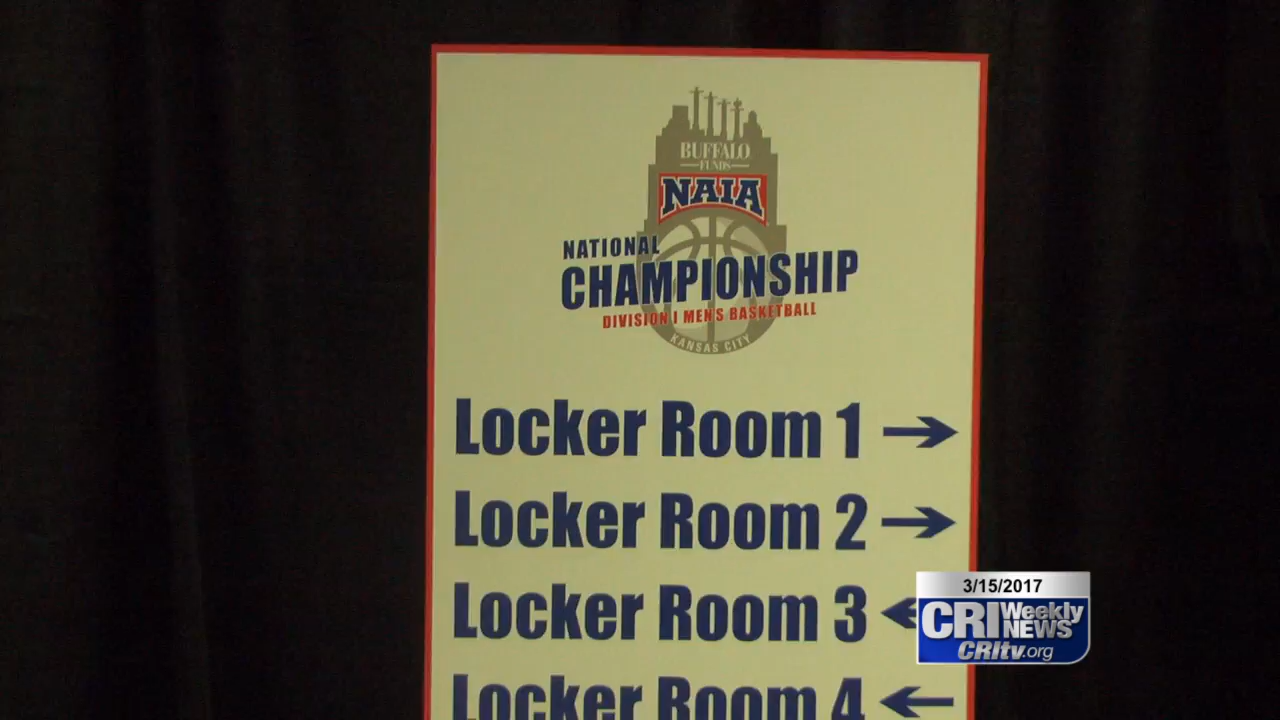 BUFFALO
FUNDS
NAIA
NATIONAL
CHAMPIONSHIP
DIVISION I MEN'S BASKETBALL
KANSAS CITY
Locker Room 1 →
Locker Room 2 →
Locker Room 3 ←
Locker Room 4 ←
3/15/2017
CRI Weekly NEWS
CRItv.org